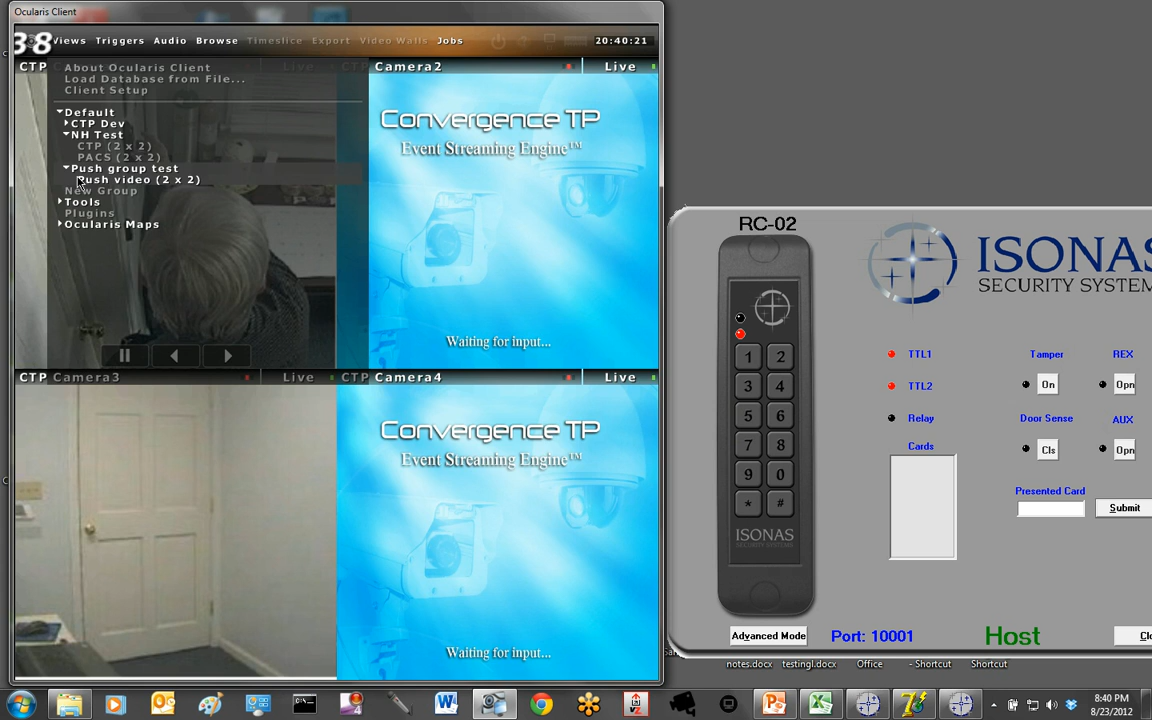 Ocularis Client
38
Views Triggers Audio Browse Timeslice Export Video Walls Jobs
20:40:21
CTP
Live
CTP Camera2 Live
About Ocularis Client
Load Database from File...
Client Setup
Default
CTP Dev
NH Test
CTP (2 x 2)
PACS (2 x 2)
Push group test
Push video (2 x 2)
New Group
Tools
Plugins
Ocularis Maps
Convergence TP
Event Streaming Engine™
Waiting for input...
CTP Camera3 Live
CTP Camera4 Live
Convergence TP
Event Streaming Engine™
Waiting for input...
RC-02
1 2
3 4
5 6
7 8
9 0
* #
ISONAS
SECURITY SYSTEMS
ISONAS
SECURITY SYSTEM
TTL1
TTL2
Relay
Cards
Tamper
On
REX
Opn
Door Sense
Cls
AUX
Opn
Presented Card
Submit
Advanced Mode
Port: 10001
Host
Clo
notes.docx testingl.docx Office - Shortcut Shortcut
8:40 PM
8/23/2012